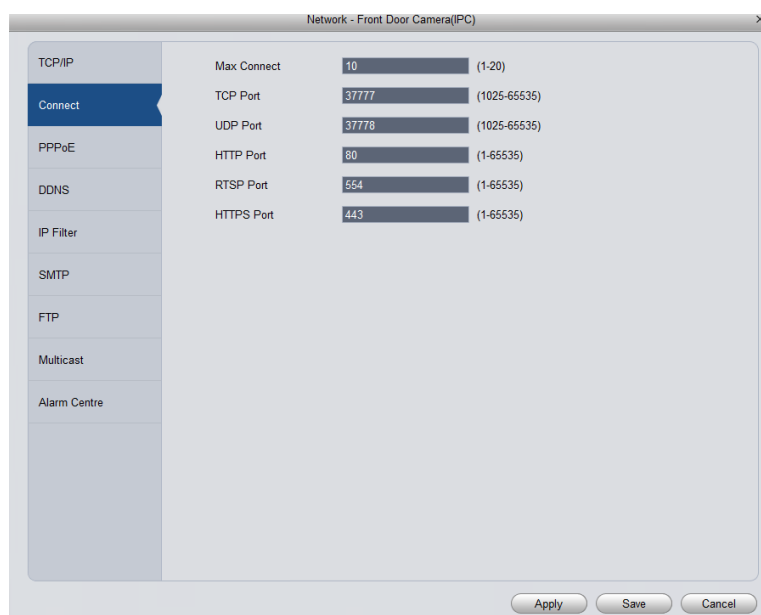 Network - Front Door Camera(IPC)
TCP/IP
Connect
PPPoE
DDNS
IP Filter
SMTP
FTP
Multicast
Alarm Centre
Max Connect 10 (1-20)
TCP Port 37777 (1025-65535)
UDP Port 37778 (1025-65535)
HTTP Port 80 (1-65535)
RTSP Port 554 (1-65535)
HTTPS Port 443 (1-65535)
Apply Save Cancel